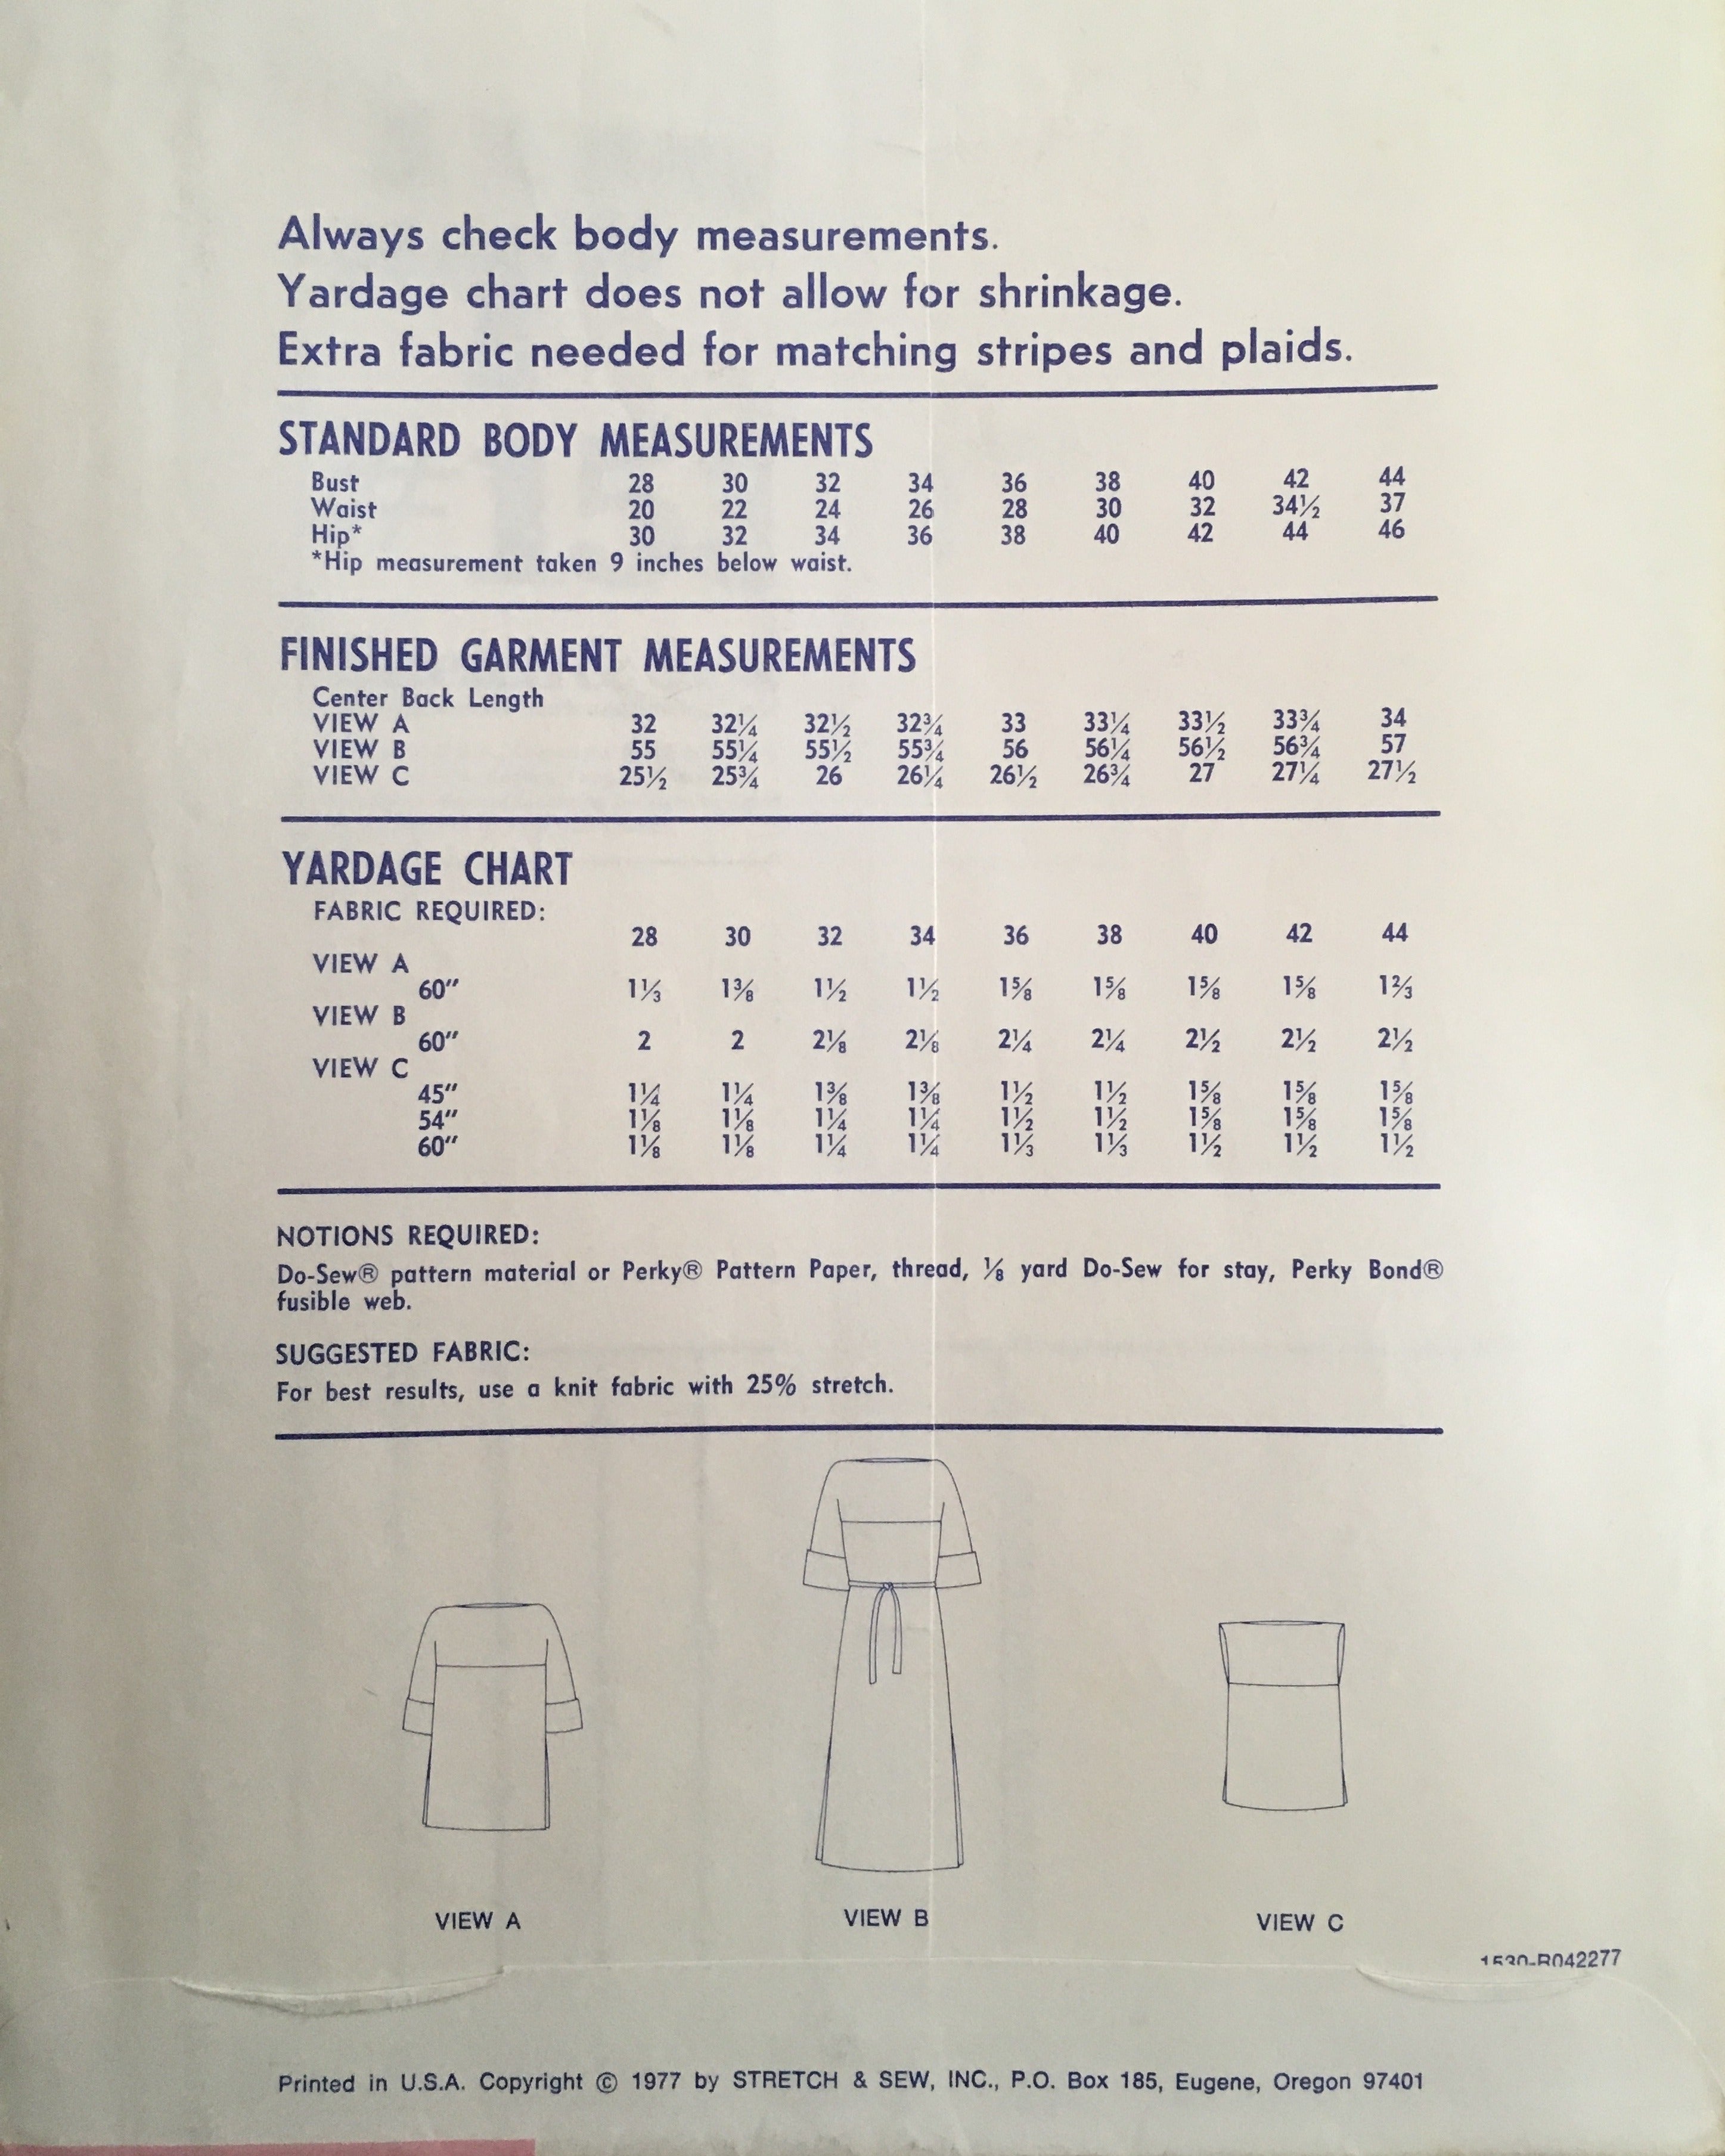 Always check body measurements.
Yardage chart does not allow for shrinkage.
Extra fabric needed for matching stripes and plaids.
STANDARD BODY MEASUREMENTS
Bust 28 30 32 34 36 38 40 42 44
Waist 20 22 24 26 28 30 32 34½ 37
Hip* 30 32 34 36 38 40 42 44 46
*Hip measurement taken 9 inches below waist.
FINISHED GARMENT MEASUREMENTS
Center Back Length
VIEW A 32 32¼ 32½ 32¾ 33 33¼ 33½ 33¾ 34
VIEW B 55 55¼ 55½ 55¾ 56 56¼ 56½ 56¾ 57
VIEW C 25½ 25¾ 26 26¼ 26½ 26¾ 27 27¼ 27½
YARDAGE CHART
FABRIC REQUIRED:
28 30 32 34 36 38 40 42 44
VIEW A
60" 1⅓ 1⅜ 1½ 1½ 1⅝ 1⅝ 1⅝ 1⅝ 1⅔
VIEW B
60" 2 2 2⅛ 2⅛ 2¼ 2¼ 2½ 2½ 2½
VIEW C
45" 1¼ 1¼ 1⅜ 1⅜ 1½ 1½ 1⅝ 1⅝ 1⅝
54" 1⅛ 1⅛ 1¼ 1¼ 1½ 1½ 1⅝ 1⅝ 1⅝
60" 1⅛ 1⅛ 1¼ 1¼ 1⅓ 1⅓ 1½ 1½ 1½
NOTIONS REQUIRED:
Do-Sew® pattern material or Perky® Pattern Paper, thread, ⅛ yard Do-Sew for stay, Perky Bond®
fusible web.
SUGGESTED FABRIC:
For best results, use a knit fabric with 25% stretch.
VIEW A
VIEW B
VIEW C
1530-R042277
Printed in U.S.A. Copyright © 1977 by STRETCH & SEW, INC., P.O. Box 185, Eugene, Oregon 97401